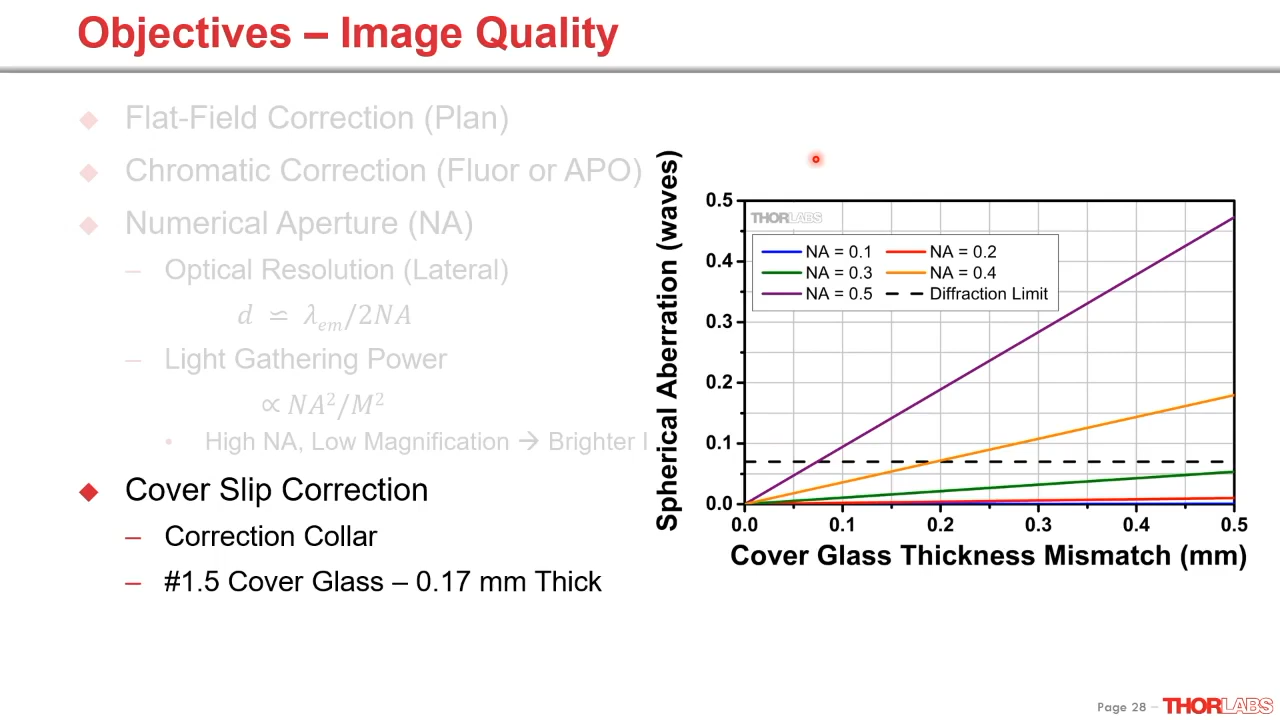 Objectives – Image Quality
Flat-Field Correction (Plan)
Chromatic Correction (Fluor or APO)
Numerical Aperture (NA)
– Optical Resolution (Lateral)
d ≌ λem/2NA
– Light Gathering Power
∝ NA²/M²
• High NA, Low Magnification → Brighter I
Cover Slip Correction
– Correction Collar
– #1.5 Cover Glass – 0.17 mm Thick
Spherical Aberration (waves)
0.5
0.4
0.3
0.2
0.1
0.0
THORLABS
NA = 0.1 NA = 0.2
NA = 0.3 NA = 0.4
NA = 0.5 Diffraction Limit
0.0 0.1 0.2 0.3 0.4 0.5
Cover Glass Thickness Mismatch (mm)
Page 28 – THORLABS